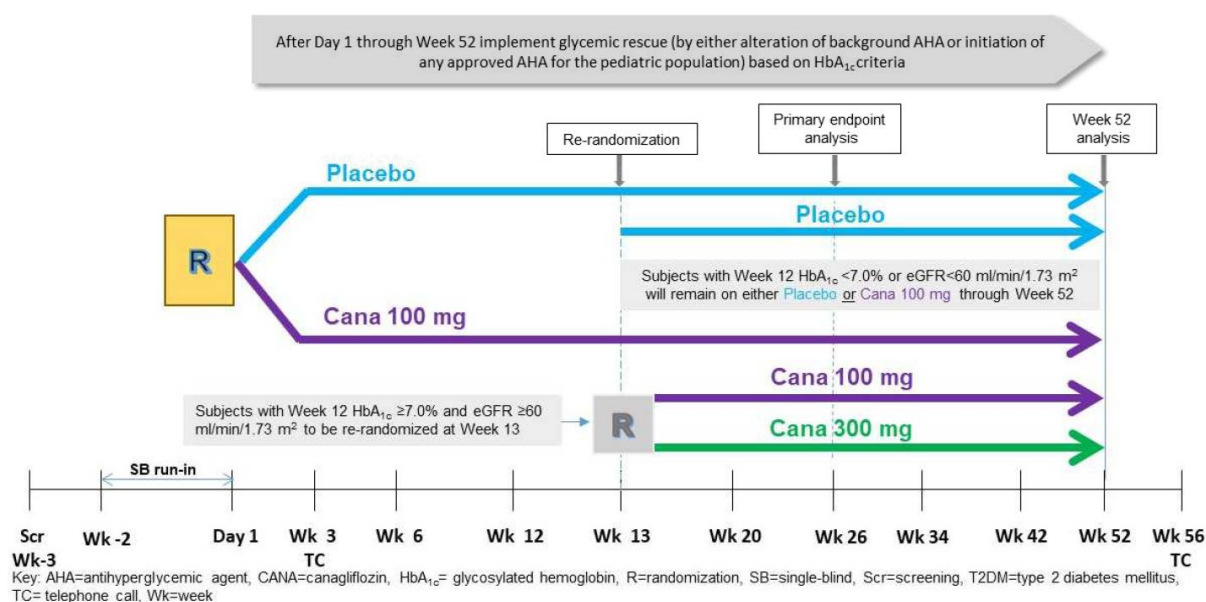 After Day 1 through Week 52 implement glycemic rescue (by either alteration of background AHA or initiation of
any approved AHA for the pediatric population) based on HbA1c criteria
Re-randomization
Primary endpoint
analysis
Week 52
analysis
Placebo
Placebo
R
Subjects with Week 12 HbA1c <7.0% or eGFR<60 ml/min/1.73 m2
will remain on either Placebo or Cana 100 mg through Week 52
Cana 100 mg
Cana 100 mg
Subjects with Week 12 HbA1c ≥7.0% and eGFR ≥60
ml/min/1.73 m2 to be re-randomized at Week 13
R
Cana 300 mg
SB run-in
Scr
Wk-3
Wk -2
Day 1
Wk 3
TC
Wk 6
Wk 12
Wk 13
Wk 20
Wk 26
Wk 34
Wk 42
Wk 52
Wk 56
TC
Key: AHA=antihyperglycemic agent, CANA=canagliflozin, HbA1c= glycosylated hemoglobin, R=randomization, SB=single-blind, Scr=screening, T2DM=type 2 diabetes mellitus,
TC= telephone call, Wk=week